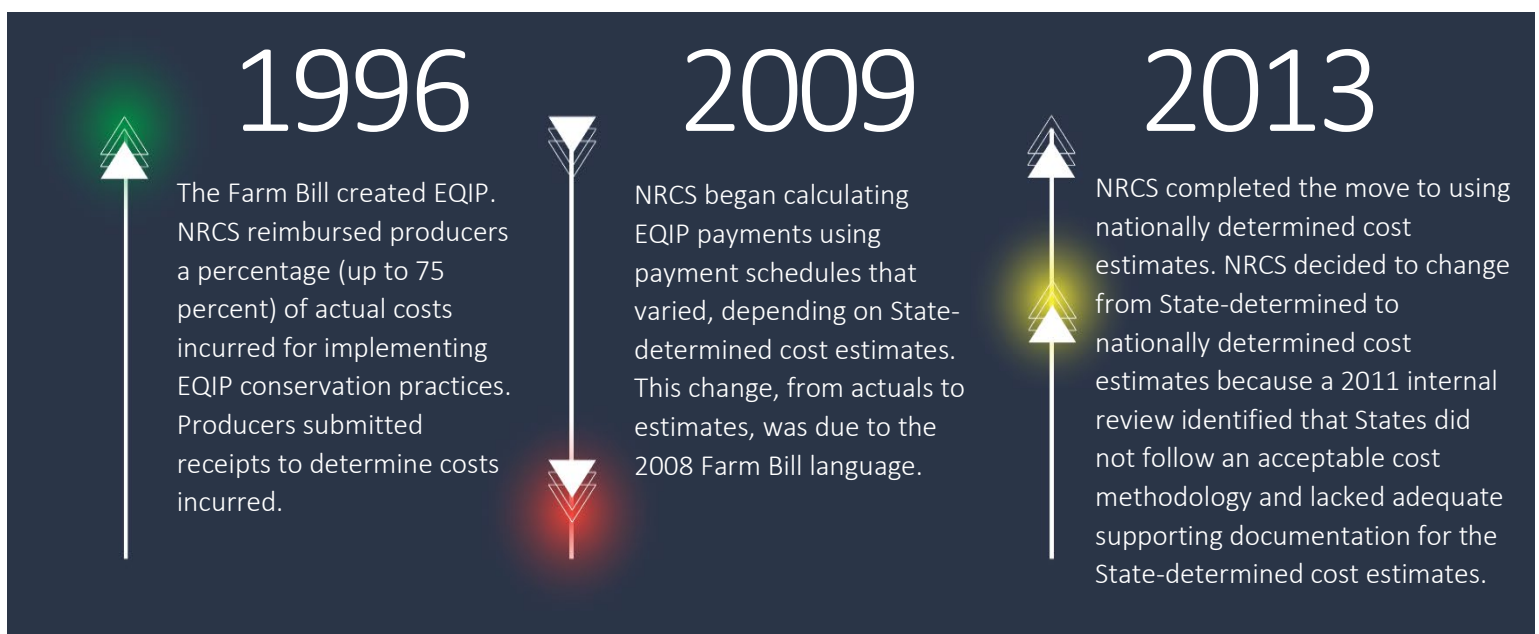 1996
The Farm Bill created EQIP.
NRCS reimbursed producers
a percentage (up to 75
percent) of actual costs
incurred for implementing
EQIP conservation practices.
Producers submitted
receipts to determine costs
incurred.
2009
NRCS began calculating
EQIP payments using
payment schedules that
varied, depending on State-
determined cost estimates.
This change, from actuals to
estimates, was due to the
2008 Farm Bill language.
2013
NRCS completed the move to using
nationally determined cost
estimates. NRCS decided to change
from State-determined to
nationally determined cost
estimates because a 2011 internal
review identified that States did
not follow an acceptable cost
methodology and lacked adequate
supporting documentation for the
State-determined cost estimates.